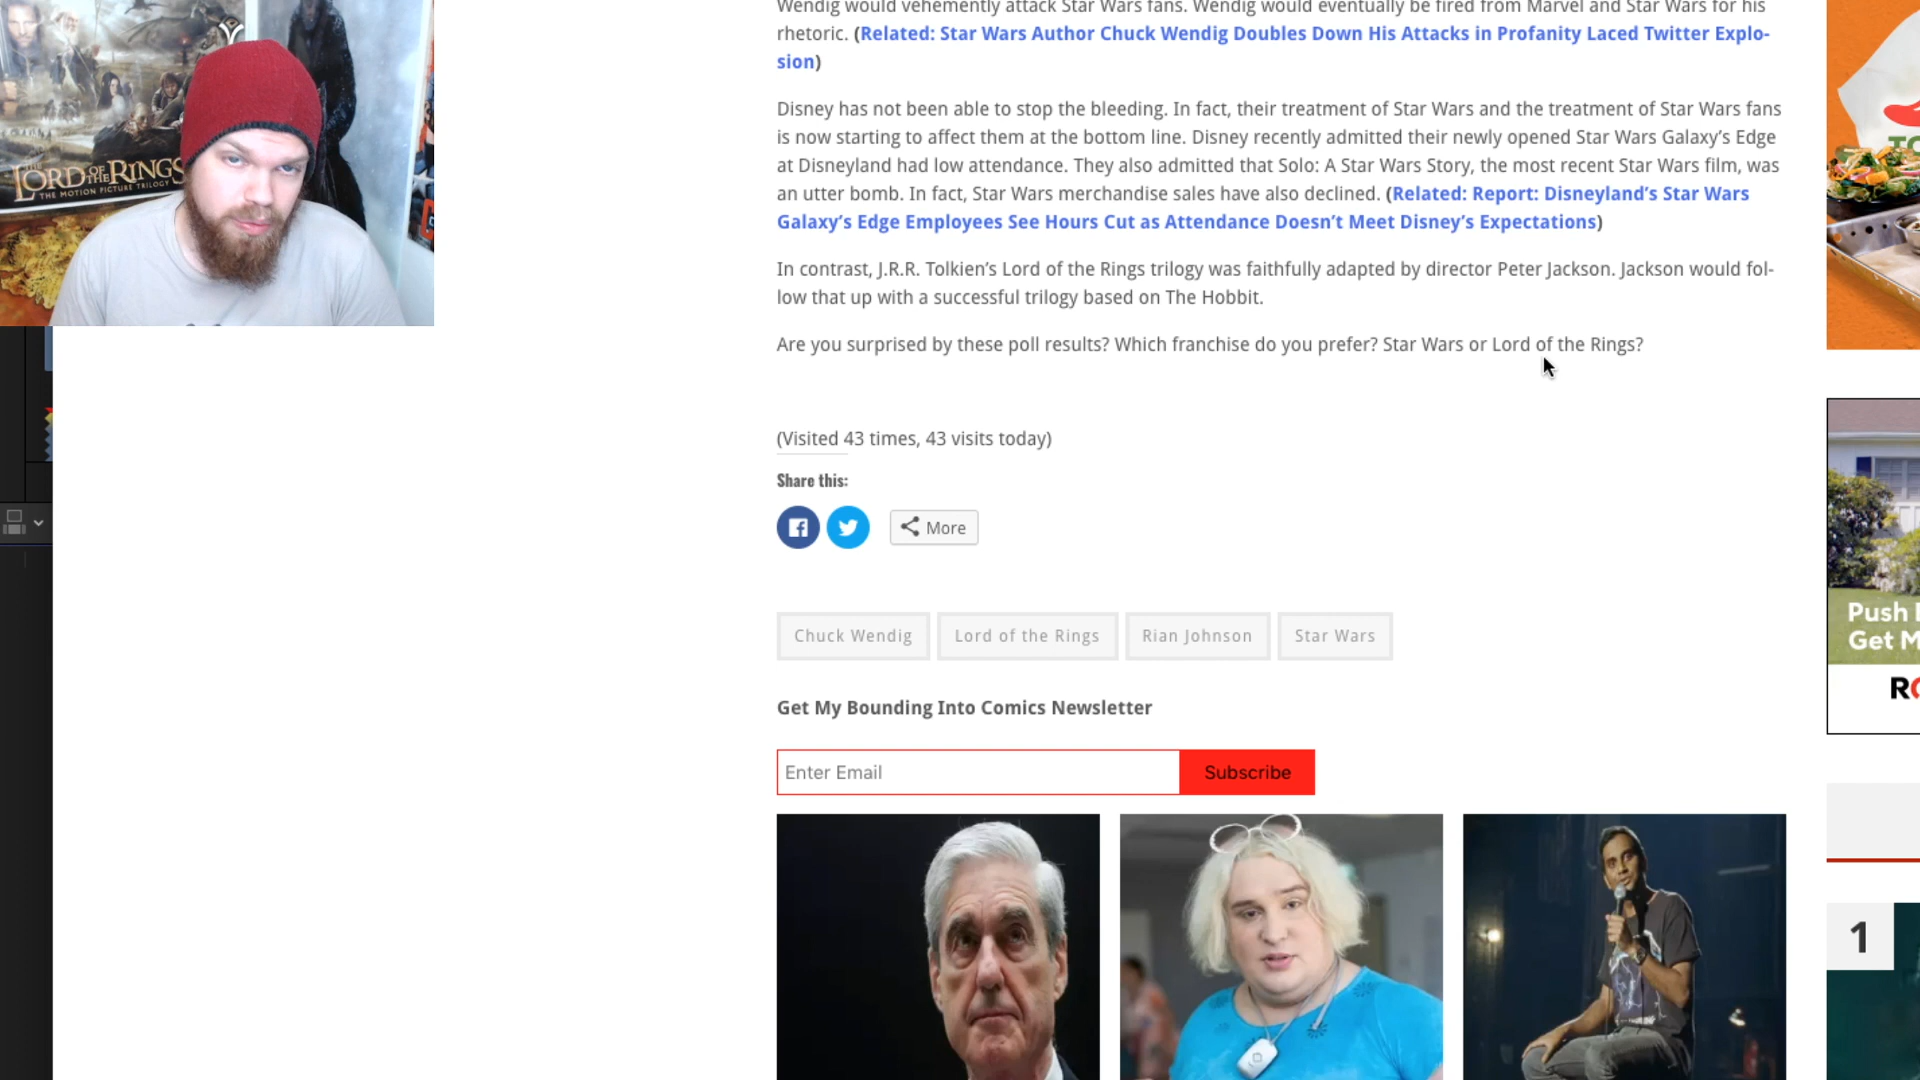 LORD OF THE RINGS
THE MOTION PICTURE TRILOGY
Wendig would vehemently attack Star Wars fans. Wendig would eventually be fired from Marvel and Star Wars for his
rhetoric. (Related: Star Wars Author Chuck Wendig Doubles Down His Attacks in Profanity Laced Twitter Explo-
sion)
Disney has not been able to stop the bleeding. In fact, their treatment of Star Wars and the treatment of Star Wars fans
is now starting to affect them at the bottom line. Disney recently admitted their newly opened Star Wars Galaxy’s Edge
at Disneyland had low attendance. They also admitted that Solo: A Star Wars Story, the most recent Star Wars film, was
an utter bomb. In fact, Star Wars merchandise sales have also declined. (Related: Report: Disneyland’s Star Wars
Galaxy’s Edge Employees See Hours Cut as Attendance Doesn’t Meet Disney’s Expectations)
In contrast, J.R.R. Tolkien’s Lord of the Rings trilogy was faithfully adapted by director Peter Jackson. Jackson would fol-
low that up with a successful trilogy based on The Hobbit.
Are you surprised by these poll results? Which franchise do you prefer? Star Wars or Lord of the Rings?
(Visited 43 times, 43 visits today)
Share this:
More
Chuck Wendig
Lord of the Rings
Rian Johnson
Star Wars
Get My Bounding Into Comics Newsletter
Enter Email
Subscribe
Push
Get M
1